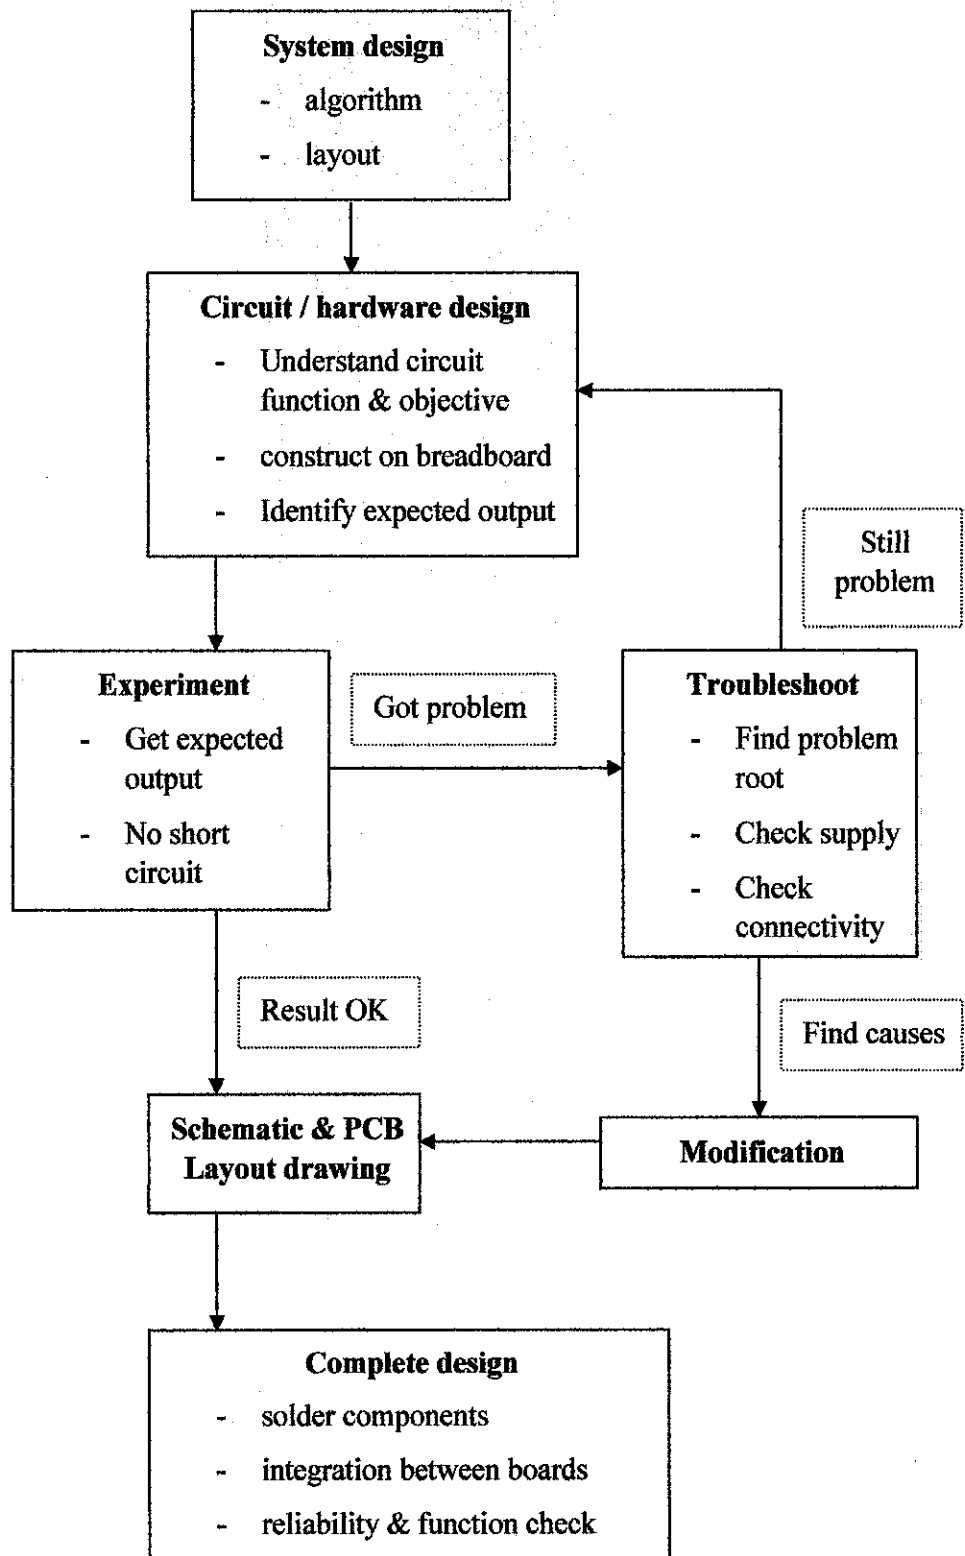 System design
- algorithm
- layout
Circuit / hardware design
- Understand circuit
function & objective
- construct on breadboard
- Identify expected output
Still
problem
Experiment
- Get expected
output
- No short
circuit
Got problem
Troubleshoot
- Find problem
root
- Check supply
- Check
connectivity
Result OK
Find causes
Schematic & PCB
Layout drawing
Modification
Complete design
- solder components
- integration between boards
- reliability & function check